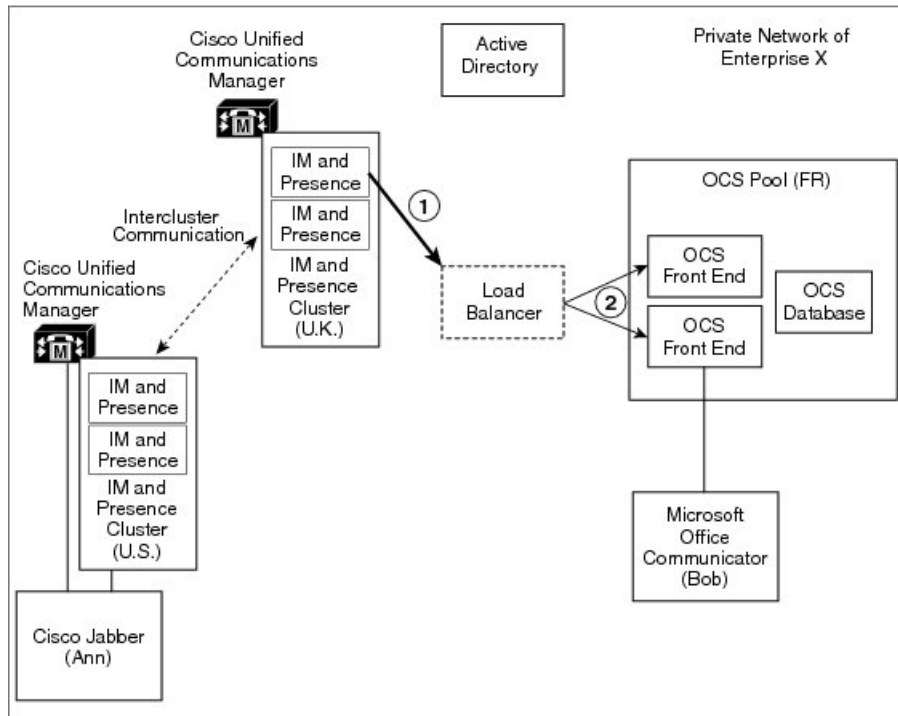 Cisco Unified
Communications
Manager
Active
Directory
Private Network of
Enterprise X
M
IM and
Presence
IM and
Presence
IM and
Presence
Cluster
(U.K.)
1
Intercluster
Communication
Load
Balancer
2
OCS Pool (FR)
OCS
Front End
OCS
Front End
OCS
Database
Cisco Unified
Communications
Manager
M
IM and
Presence
IM and
Presence
IM and
Presence
Cluster
(U.S.)
Microsoft
Office
Communicator
(Bob)
Cisco Jabber
(Ann)